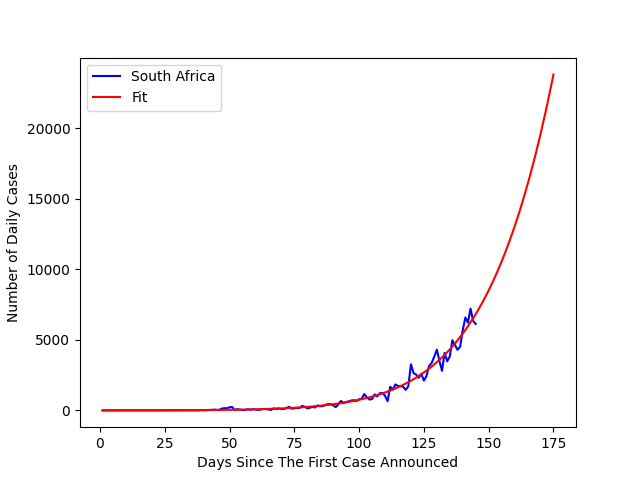 South Africa
Fit
Number of Daily Cases
20000
15000
10000
5000
0
0 25 50 75 100 125 150 175
Days Since The First Case Announced